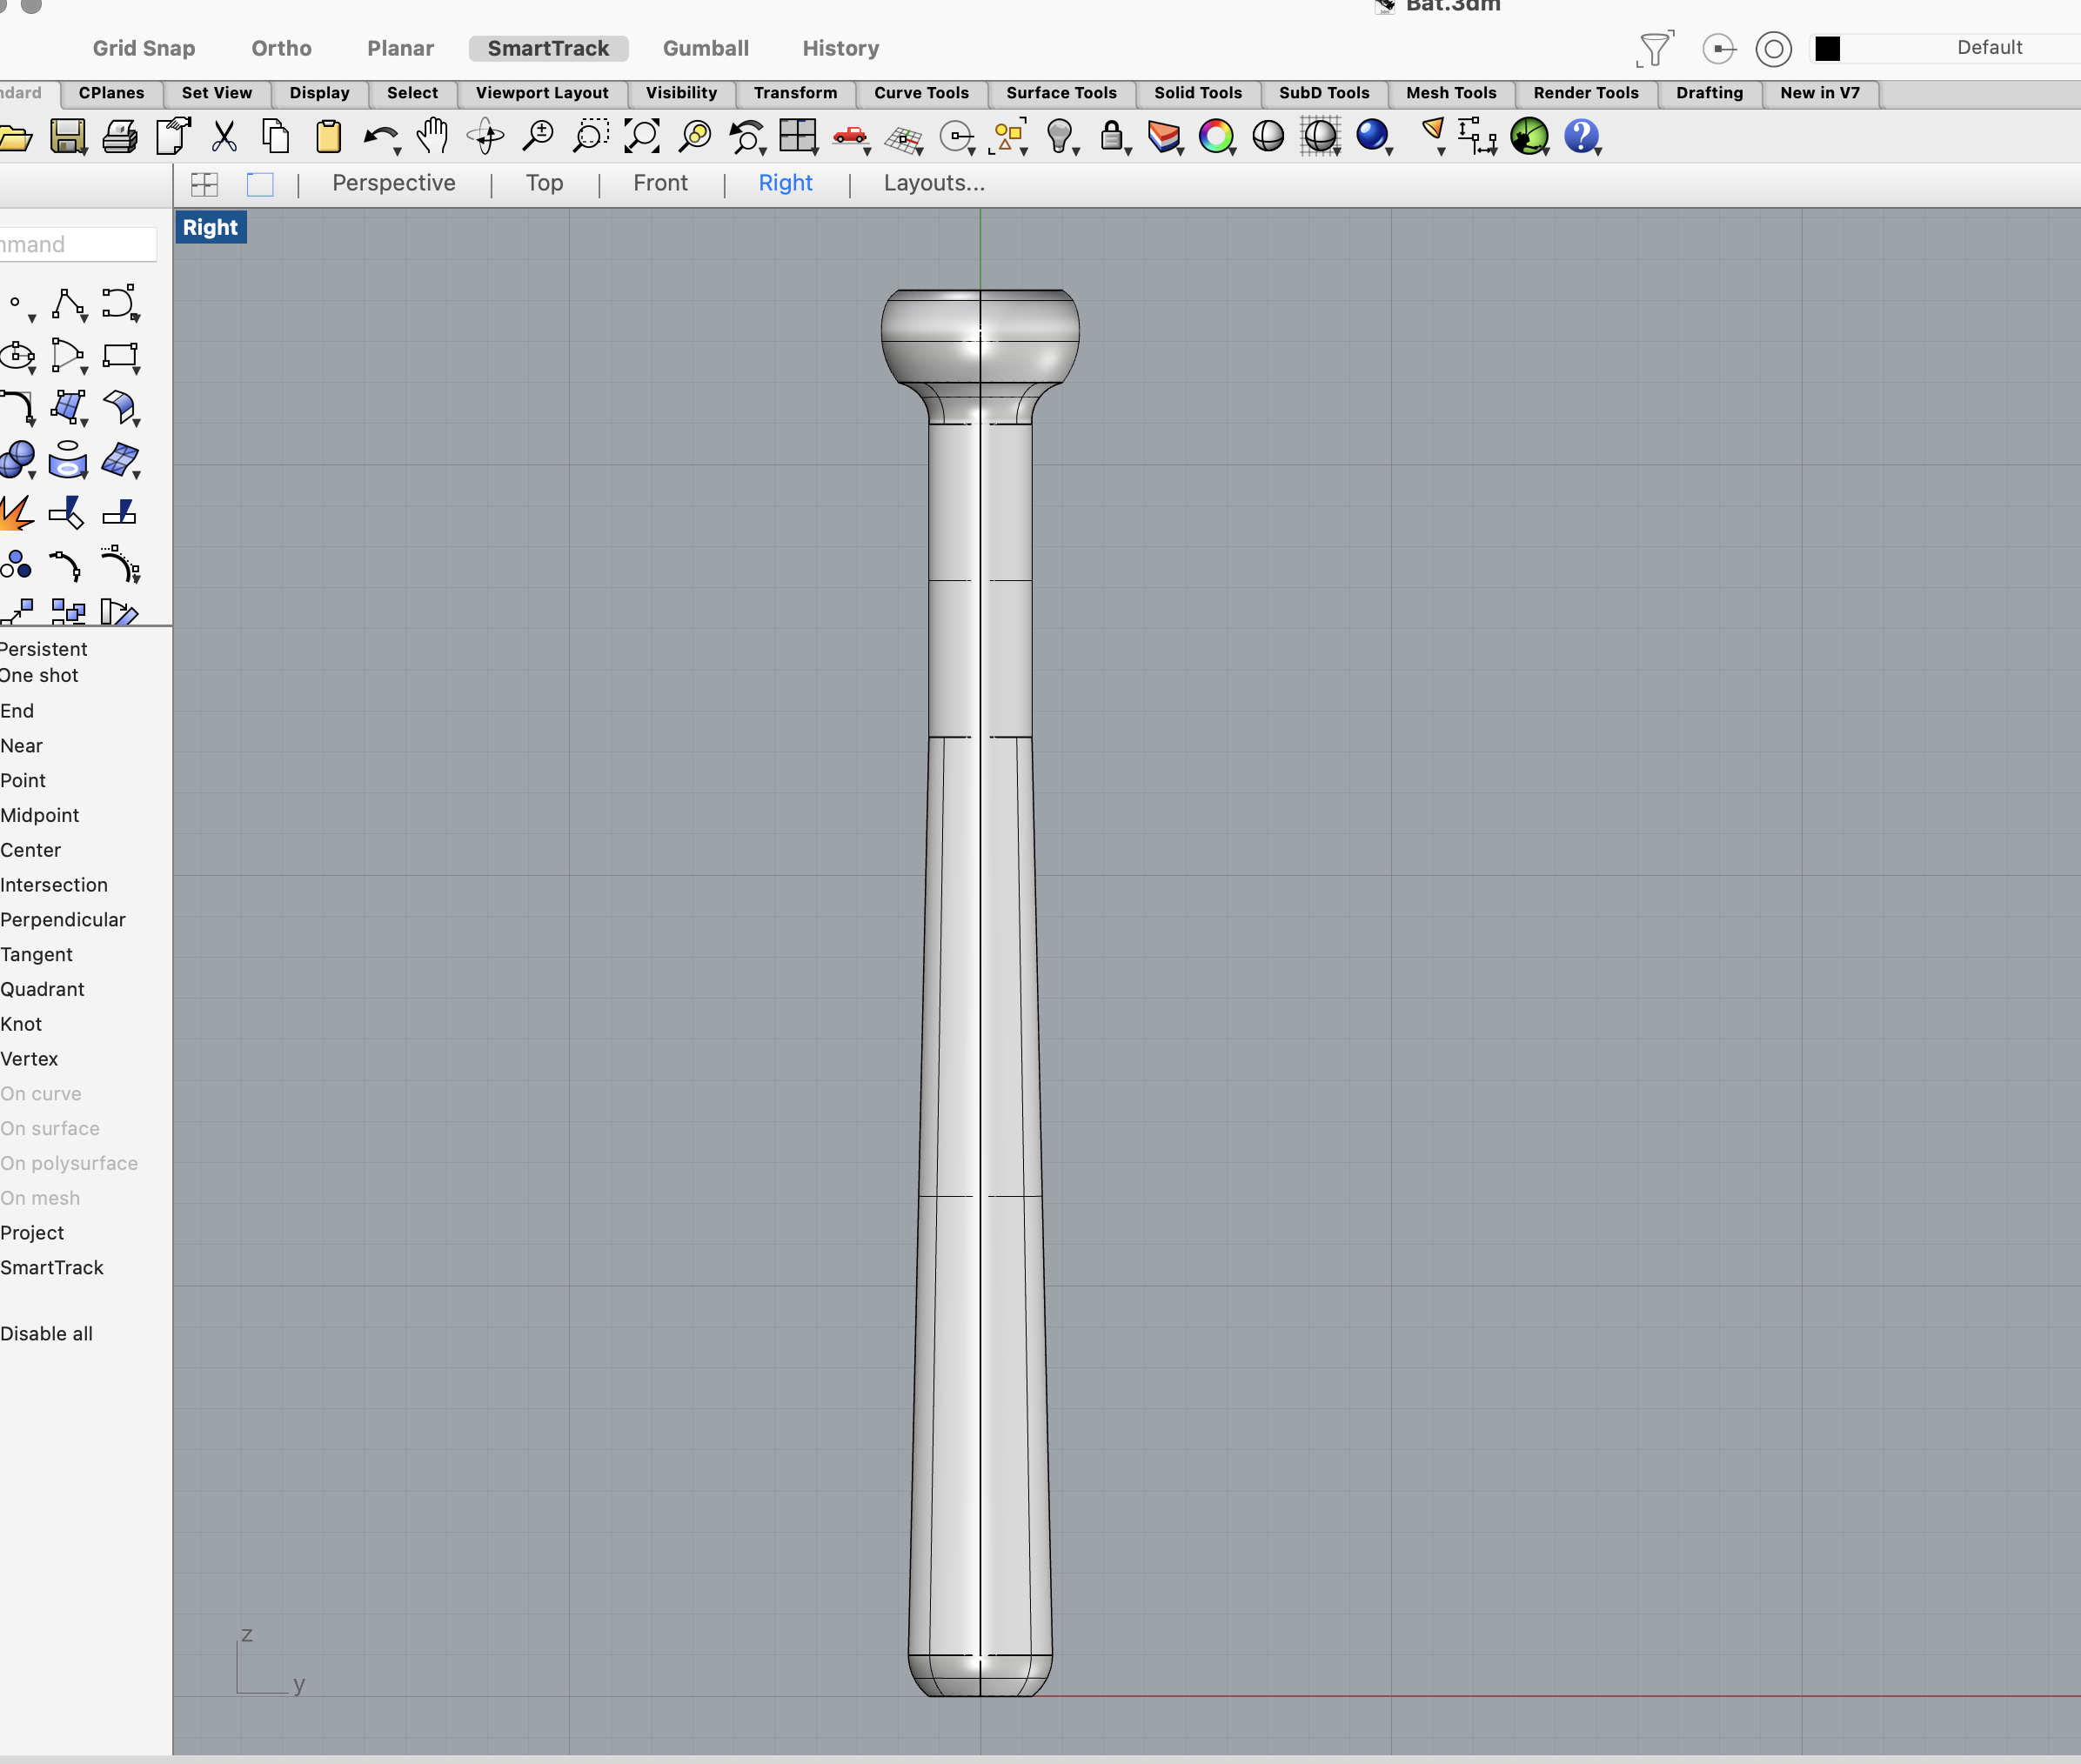 Bat.3dm
Grid Snap Ortho Planar SmartTrack Gumball History Default
ndard CPlanes Set View Display Select Viewport Layout Visibility Transform Curve Tools Surface Tools Solid Tools SubD Tools Mesh Tools Render Tools Drafting New in V7
Perspective | Top | Front | Right | Layouts...
Right
mmand
Persistent
One shot
End
Near
Point
Midpoint
Center
Intersection
Perpendicular
Tangent
Quadrant
Knot
Vertex
On curve
On surface
On polysurface
On mesh
Project
SmartTrack
Disable all
z
y